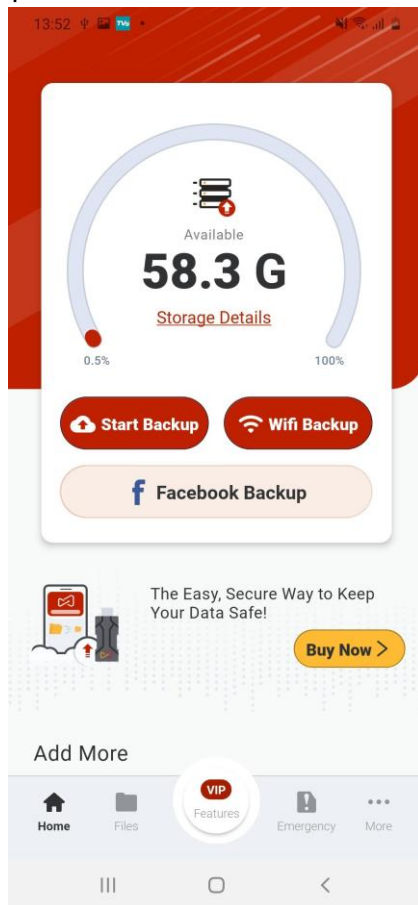 13:52
TVs
Available
58.3 G
Storage Details
0.5%
100%
Start Backup
Wifi Backup
f Facebook Backup
The Easy, Secure Way to Keep
Your Data Safe!
Buy Now >
Add More
VIP
Features
Home
Files
Emergency
More